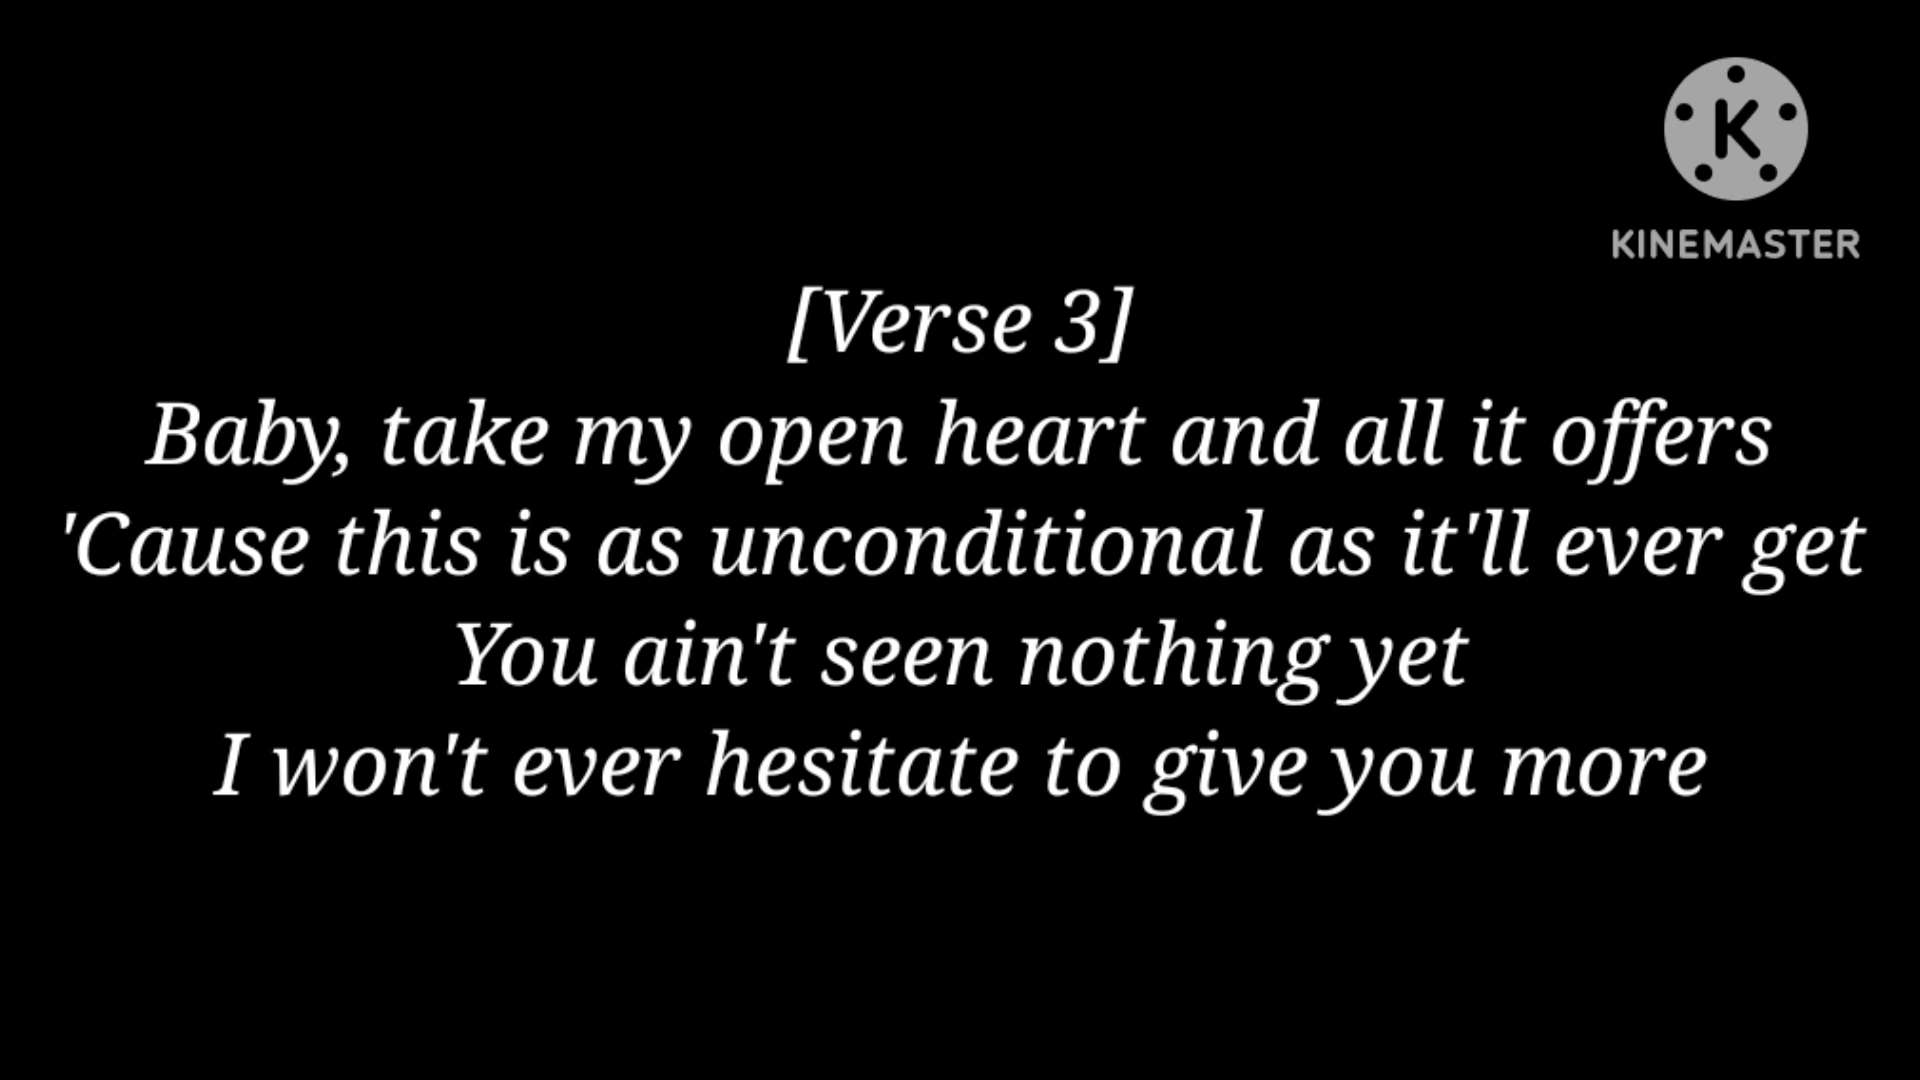 K
KINEMASTER
[Verse 3]
Baby, take my open heart and all it offers
'Cause this is as unconditional as it'll ever get
You ain't seen nothing yet
I won't ever hesitate to give you more